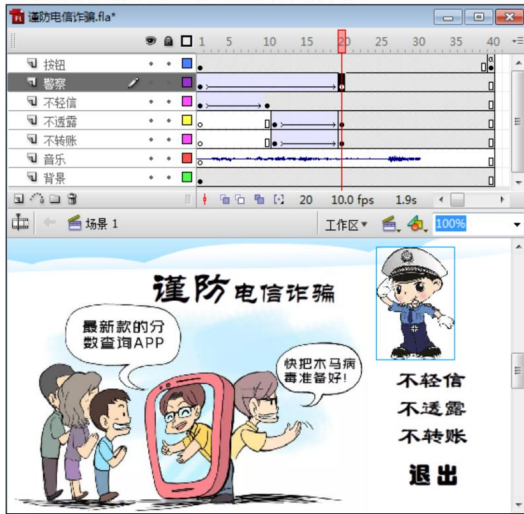 谨防电信诈骗.fla*
1 5 10 15 20 25 30 35 40
按钮
警察
不轻信
不透露
不转账
音乐
背景
20 10.0 fps 1.9s
场景 1 工作区 100%
谨防电信诈骗
最新款的分
数查询APP
快把木马病
毒准备好!
不轻信
不透露
不转账
退出